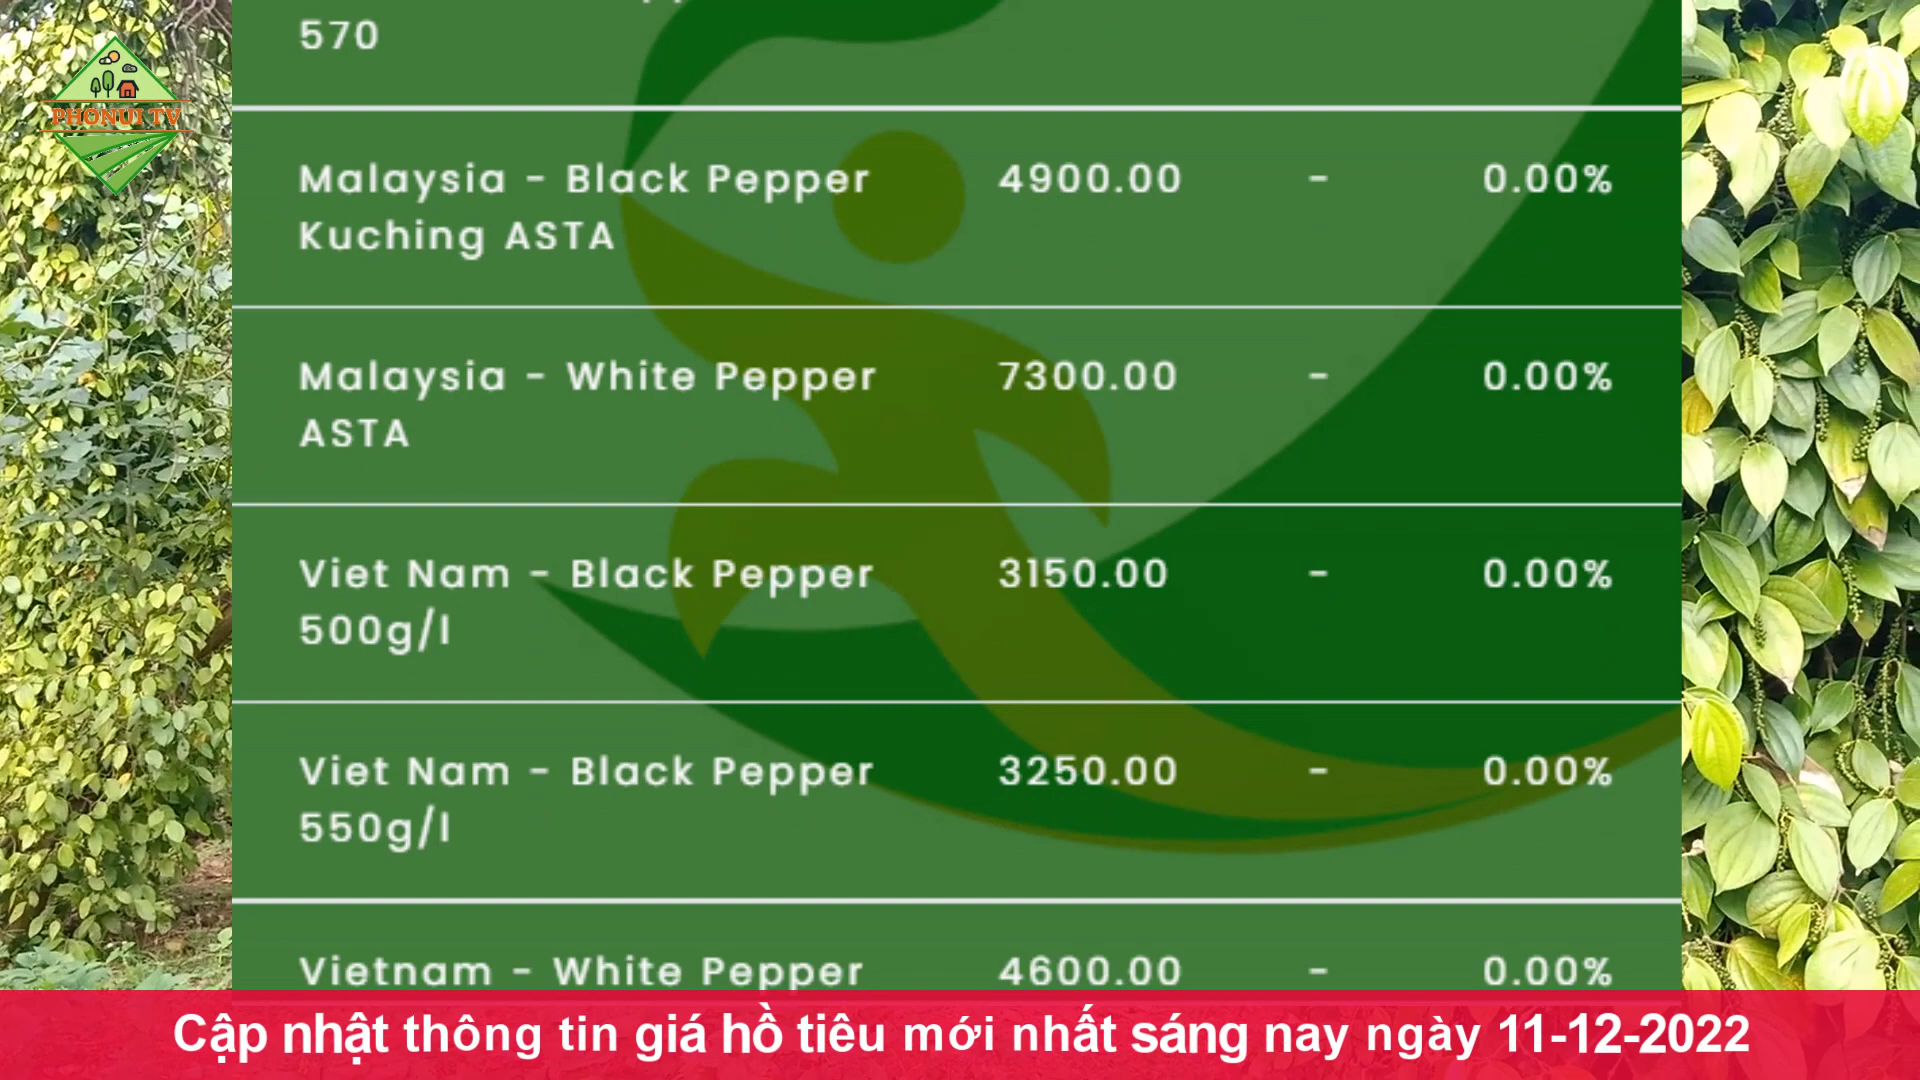 570
PHONUI TV
Malaysia - Black Pepper 4900.00 - 0.00%
Kuching ASTA
Malaysia - White Pepper 7300.00 - 0.00%
ASTA
Viet Nam - Black Pepper 3150.00 - 0.00%
500g/l
Viet Nam - Black Pepper 3250.00 - 0.00%
550g/l
Vietnam - White Pepper 4600.00 - 0.00%
Cập nhật thông tin giá hồ tiêu mới nhất sáng nay ngày 11-12-2022